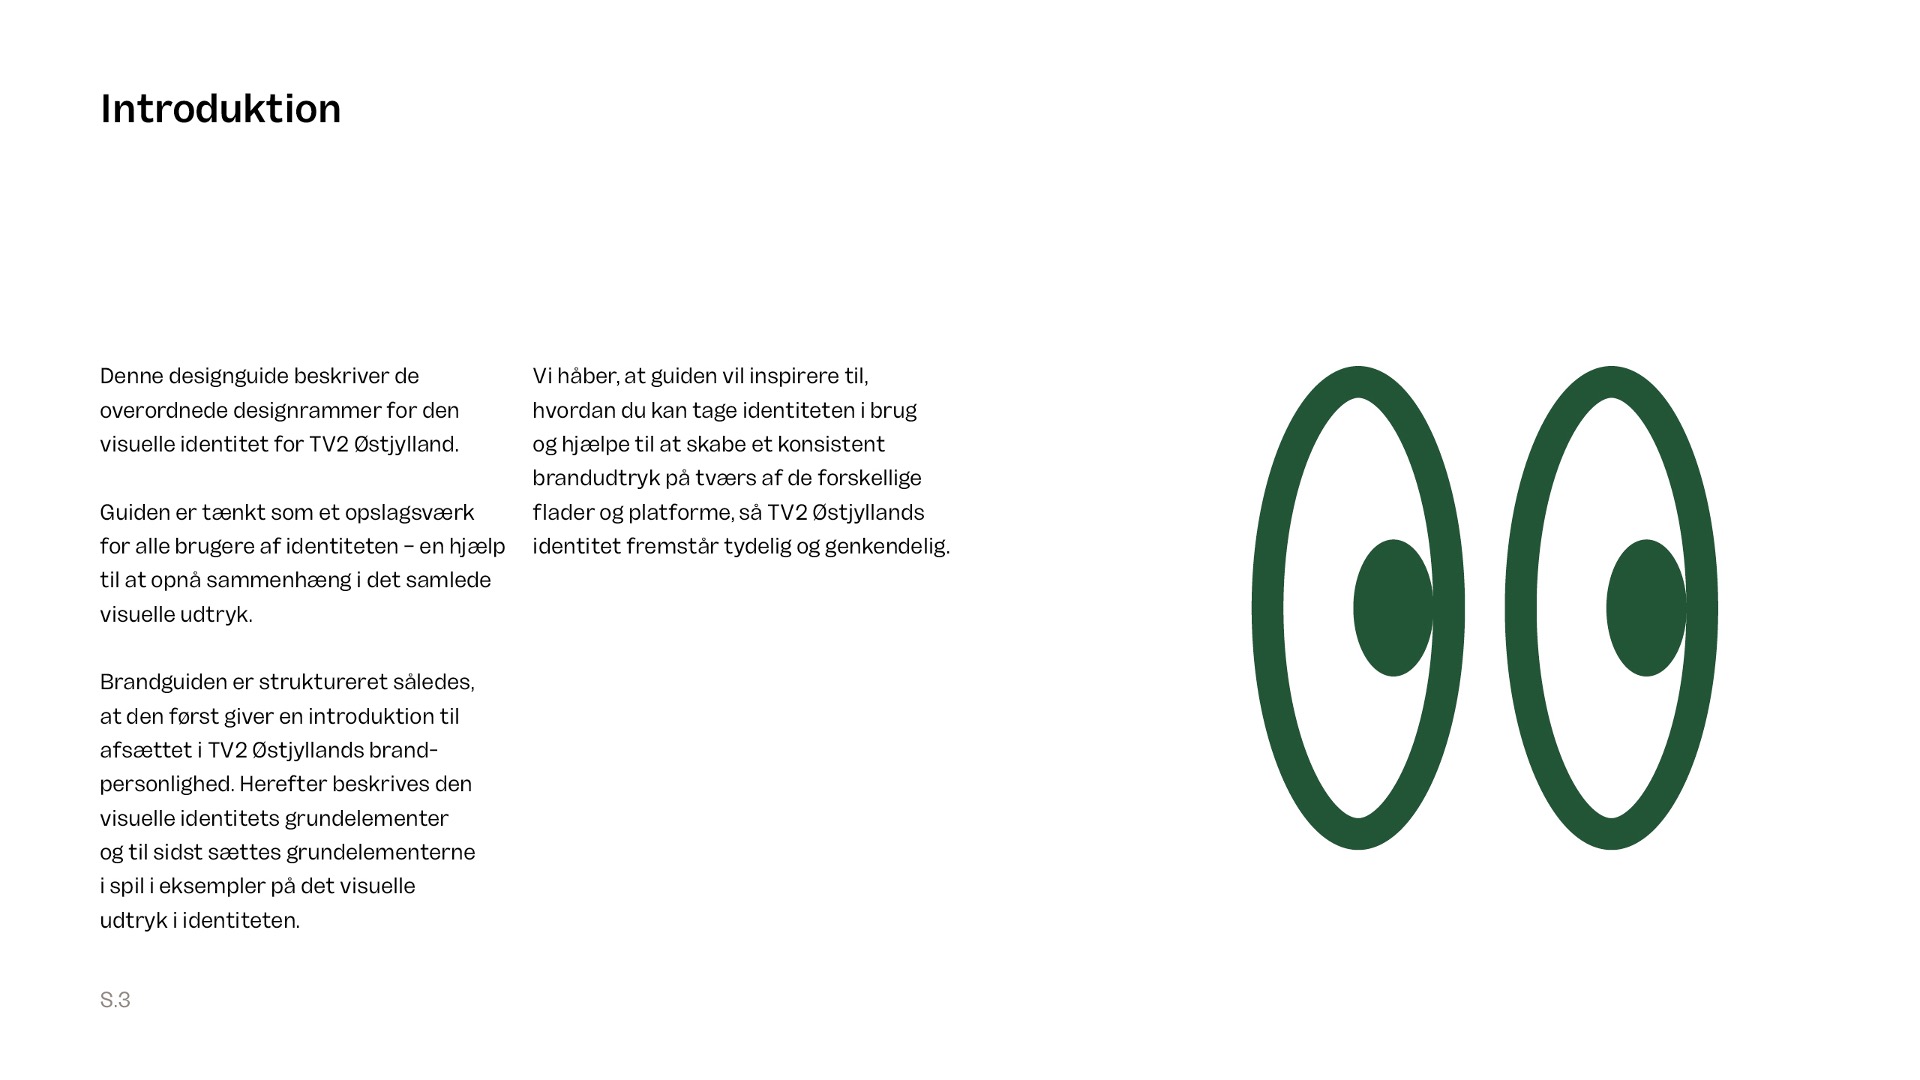 Introduktion
Denne designguide beskriver de
overordnede designrammer for den
visuelle identitet for TV2 Østjylland.
Guiden er tænkt som et opslagsværk
for alle brugere af identiteten – en hjælp
til at opnå sammenhæng i det samlede
visuelle udtryk.
Brandguiden er struktureret således,
at den først giver en introduktion til
afsættet i TV2 Østjyllands brand-
personlighed. Herefter beskrives den
visuelle identitets grundelementer
og til sidst sættes grundelementerne
i spil i eksempler på det visuelle
udtryk i identiteten.
Vi håber, at guiden vil inspirere til,
hvordan du kan tage identiteten i brug
og hjælpe til at skabe et konsistent
brandudtryk på tværs af de forskellige
flader og platforme, så TV2 Østjyllands
identitet fremstår tydelig og genkendelig.
S.3